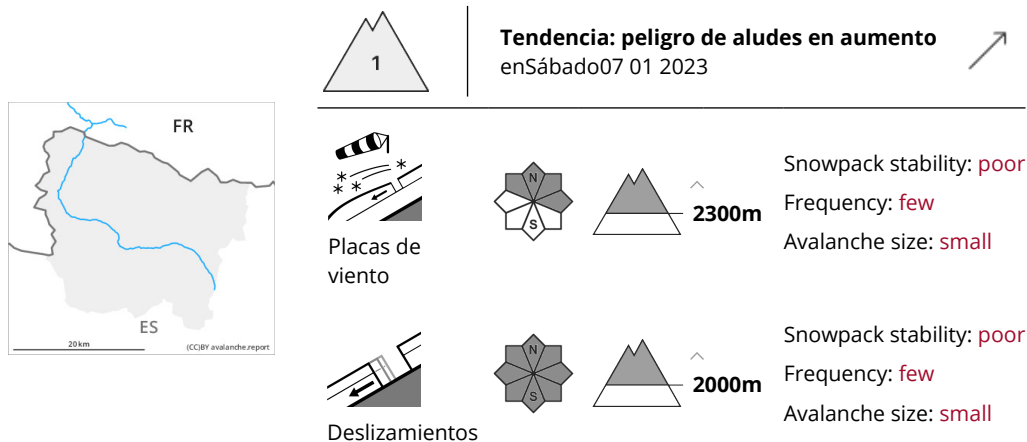 1
Tendencia: peligro de aludes en aumento
enSábado07 01 2023
FR
ES
20 km
(CC)BY avalanche.report
N
S
2300m
Placas de
viento
Snowpack stability: poor
Frequency: few
Avalanche size: small
N
S
2000m
Deslizamientos
Snowpack stability: poor
Frequency: few
Avalanche size: small